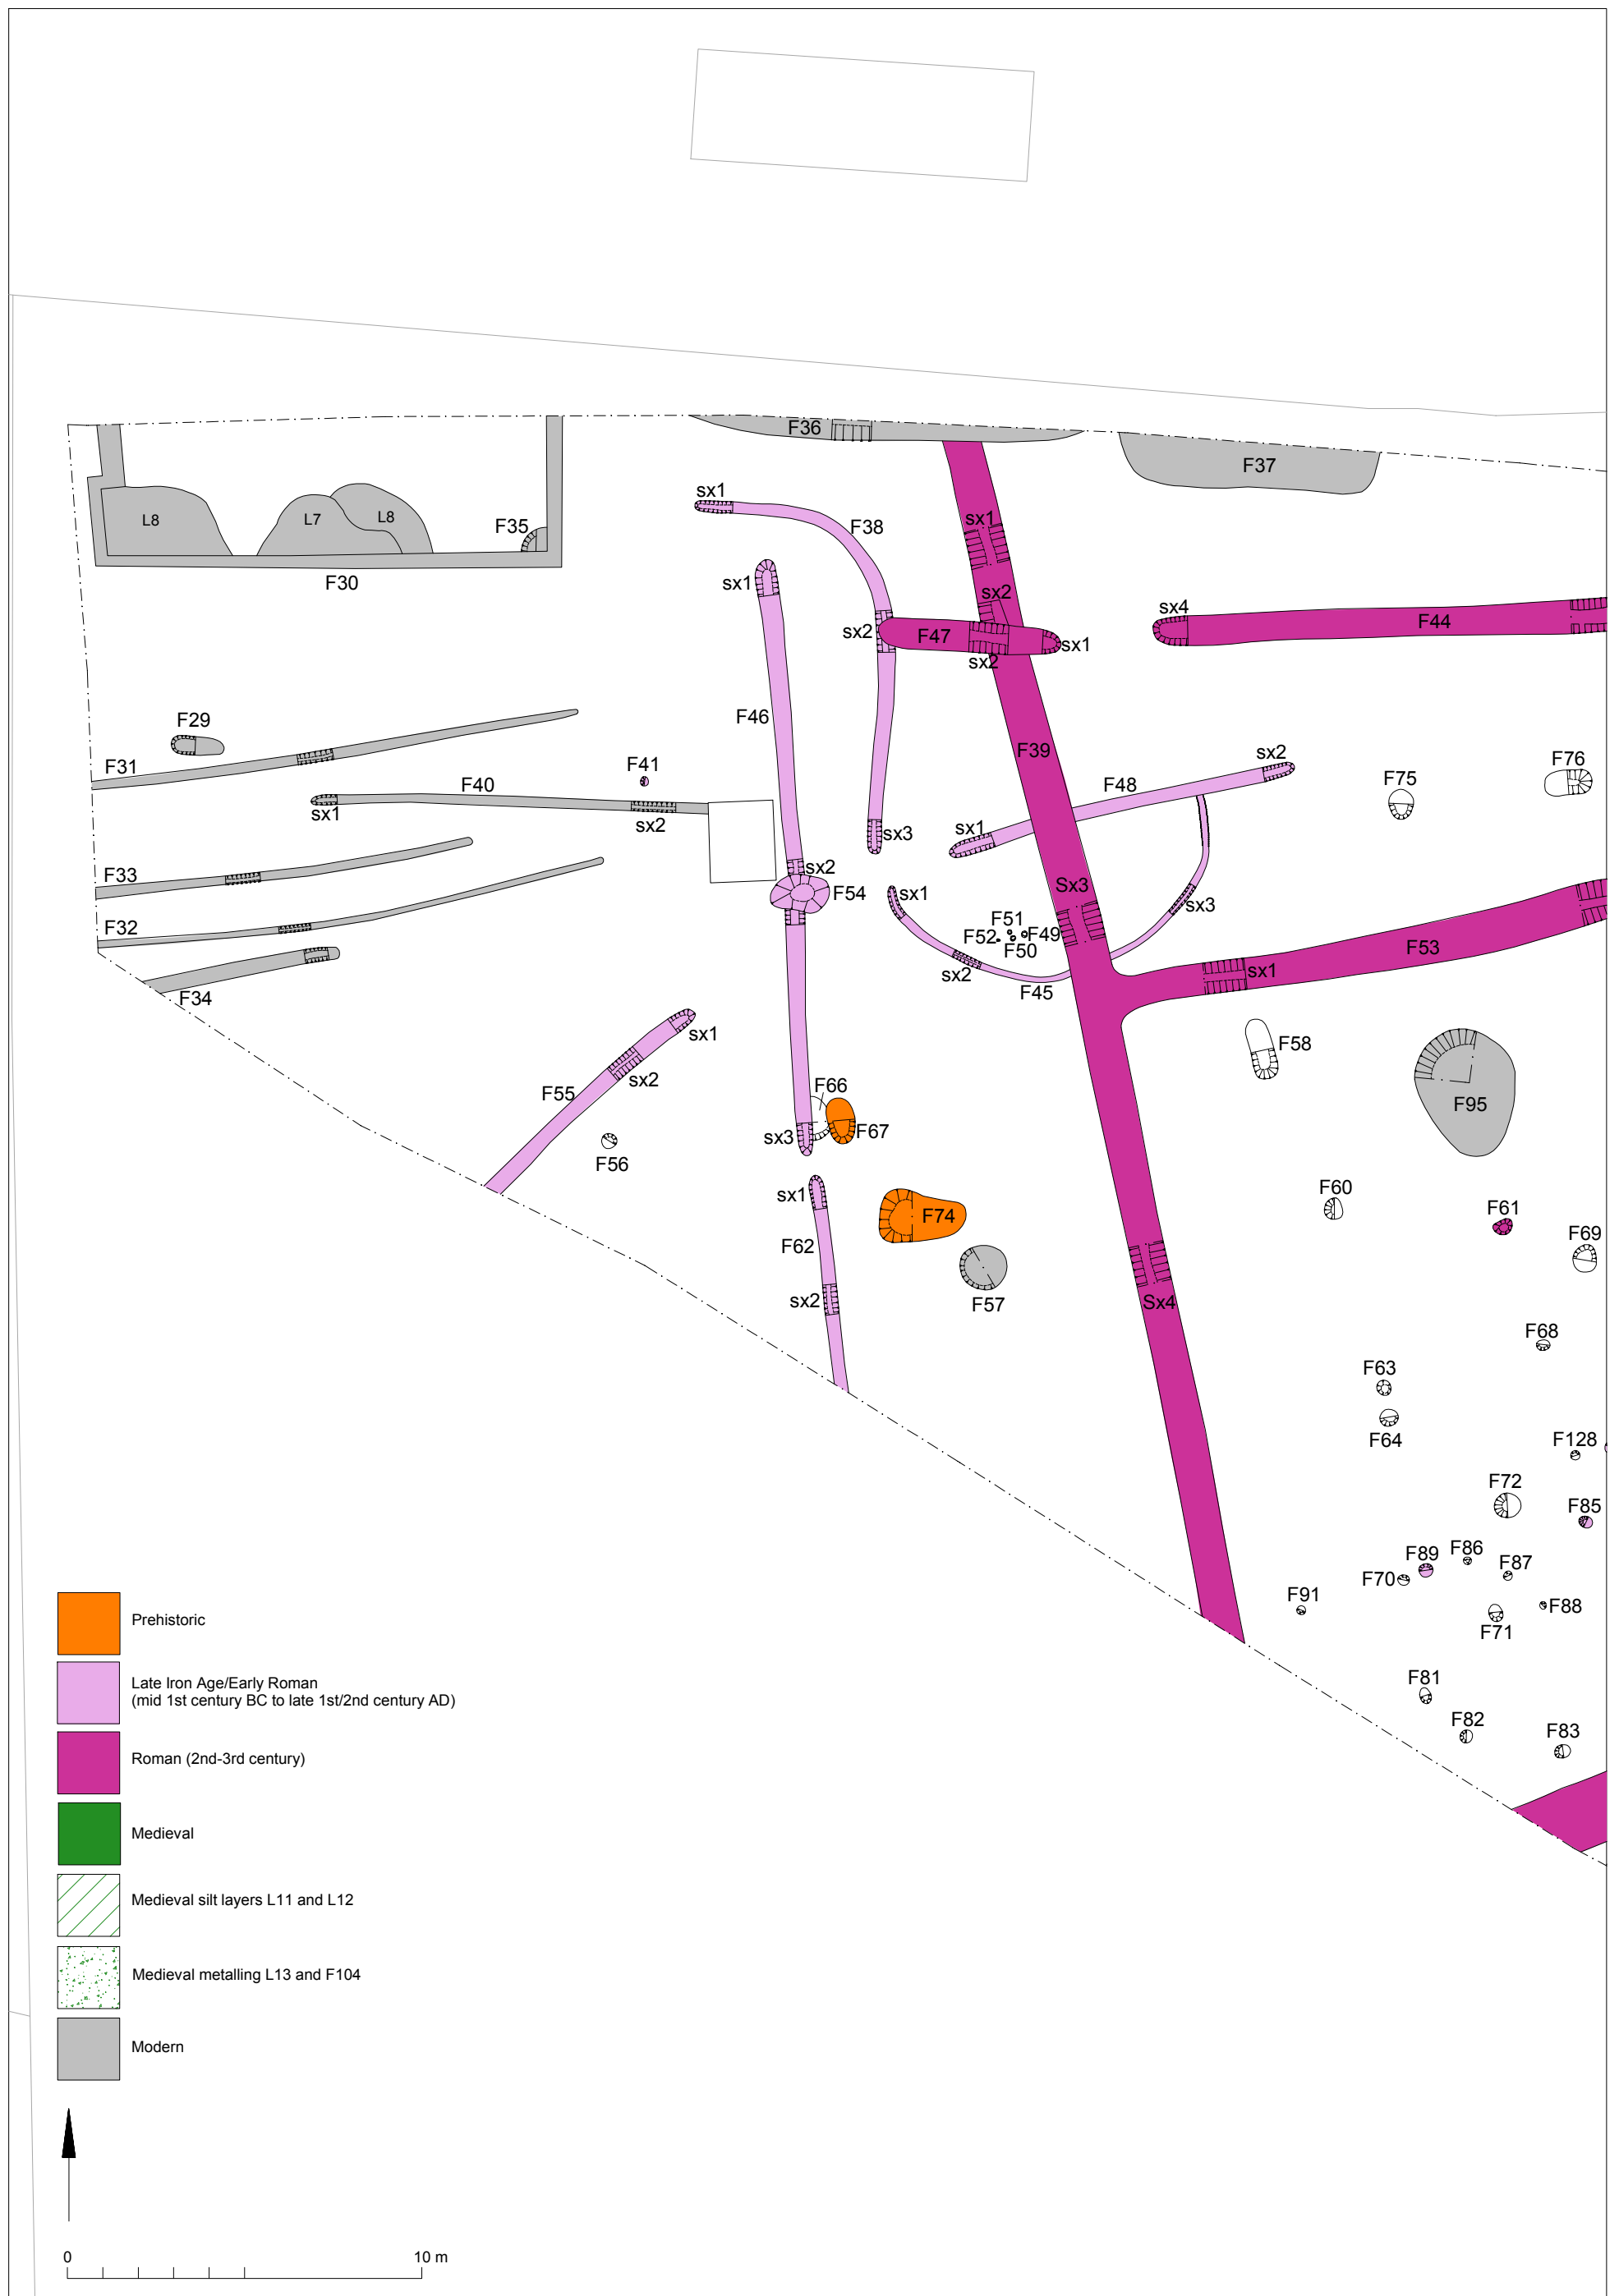 F36
F37
L8
L7
L8
F35
F30
sx1
F38
sx1
sx1
sx2
sx2
F47
sx2
sx1
sx4
F44
F29
F31
F46
F41
F40
sx1
sx2
F39
sx2
F48
sx1
sx3
F75
F76
F33
F32
F34
sx2
F54
sx1
F51
F52
F49
F50
sx2
F45
Sx3
sx3
F53
sx1
F58
F95
sx1
sx2
F55
F56
F66
F67
sx3
sx1
F62
sx2
F74
F57
F60
F61
F69
Sx4
F68
F63
F64
F128
F72
F85
F89
F86
F87
F70
F91
F88
F71
F81
F82
F83
Prehistoric
Late Iron Age/Early Roman
(mid 1st century BC to late 1st/2nd century AD)
Roman (2nd-3rd century)
Medieval
Medieval silt layers L11 and L12
Medieval metalling L13 and F104
Modern
0
10 m